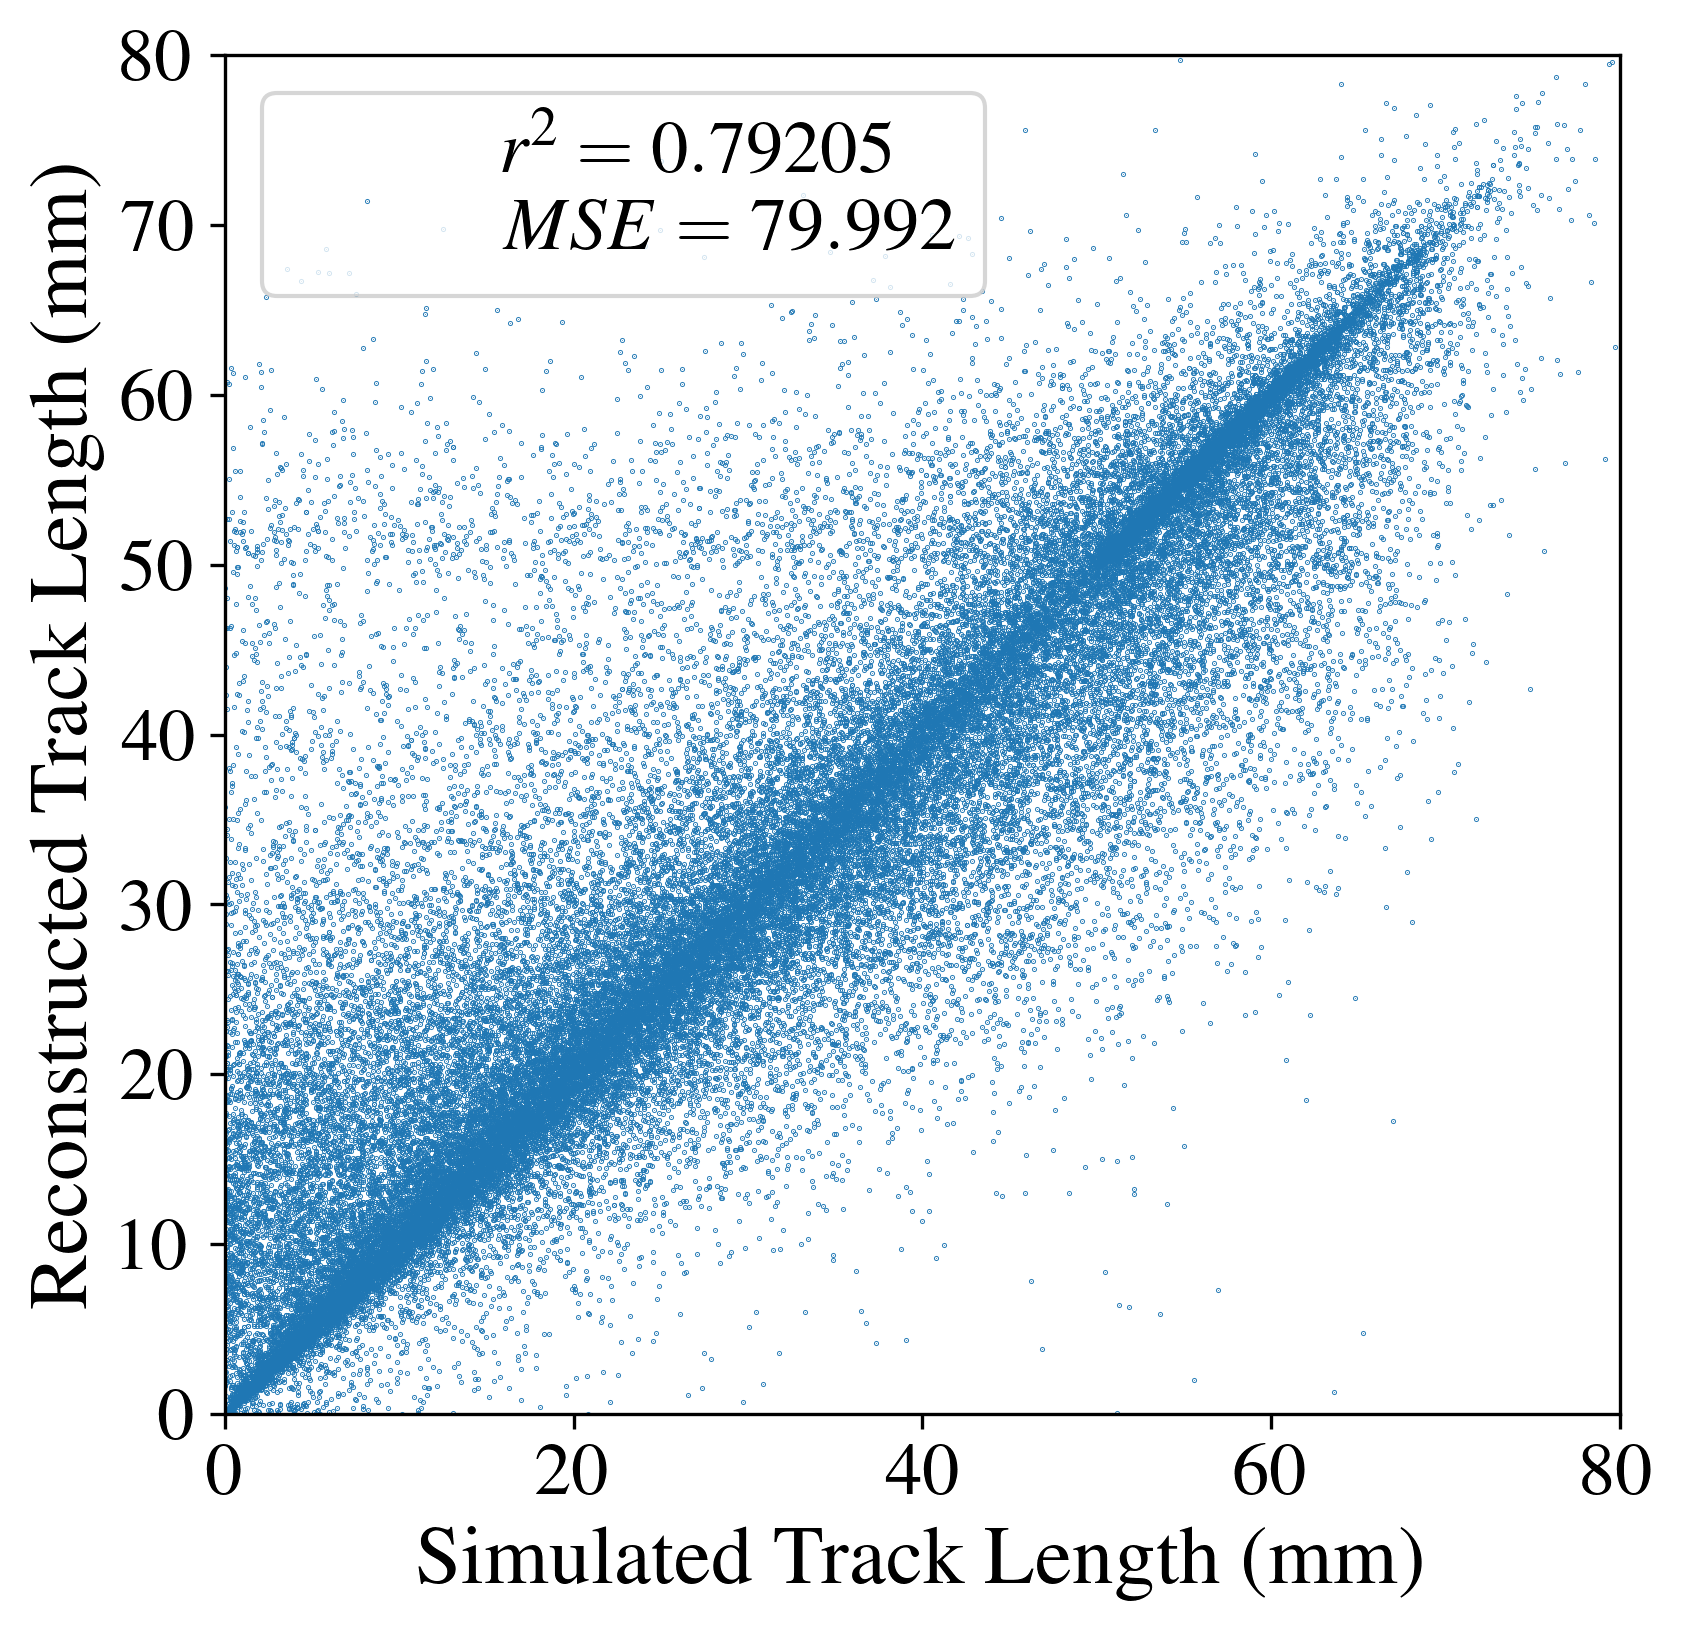 80
70
60
50
40
30
20
10
0
Reconstructed Track Length (mm)
r² = 0.79205
MSE = 79.992
0 20 40 60 80
Simulated Track Length (mm)